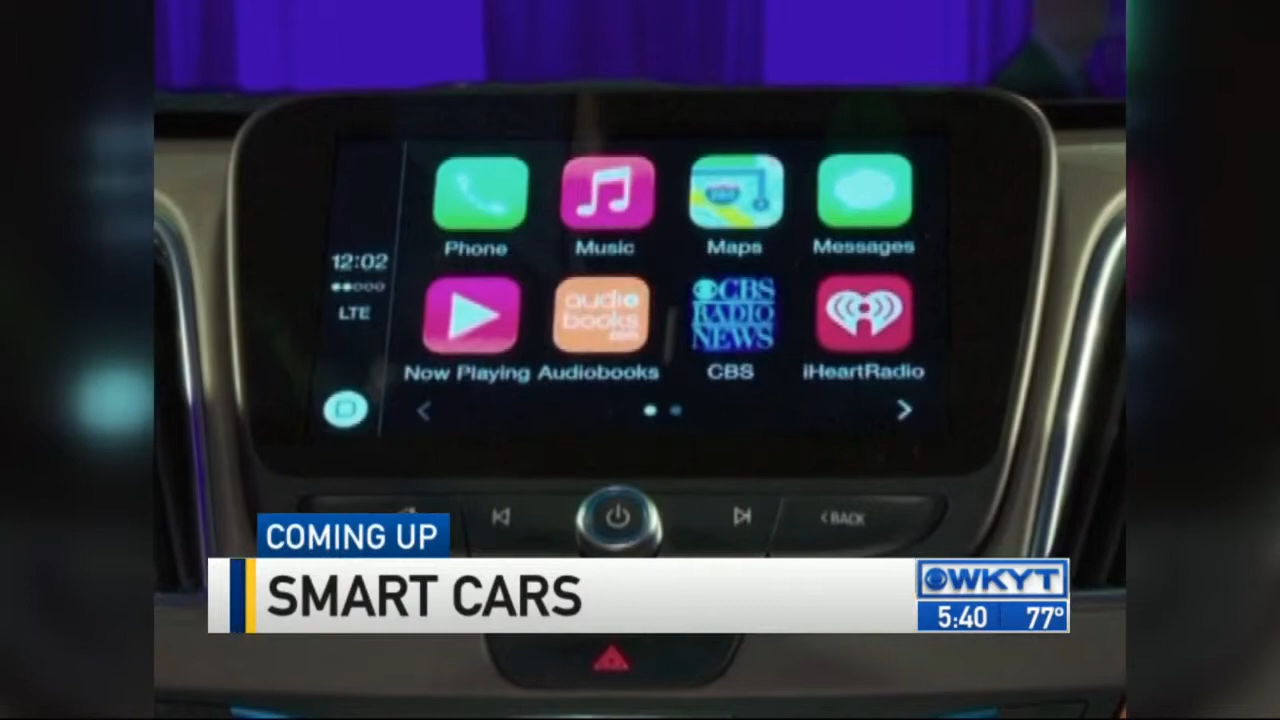 Phone Music Maps Messages
12:02
LTE
audio
books
.com
CBS
RADIO
NEWS
Now Playing Audiobooks CBS iHeartRadio
BACK
COMING UP
SMART CARS
WKYT
5:40 77°